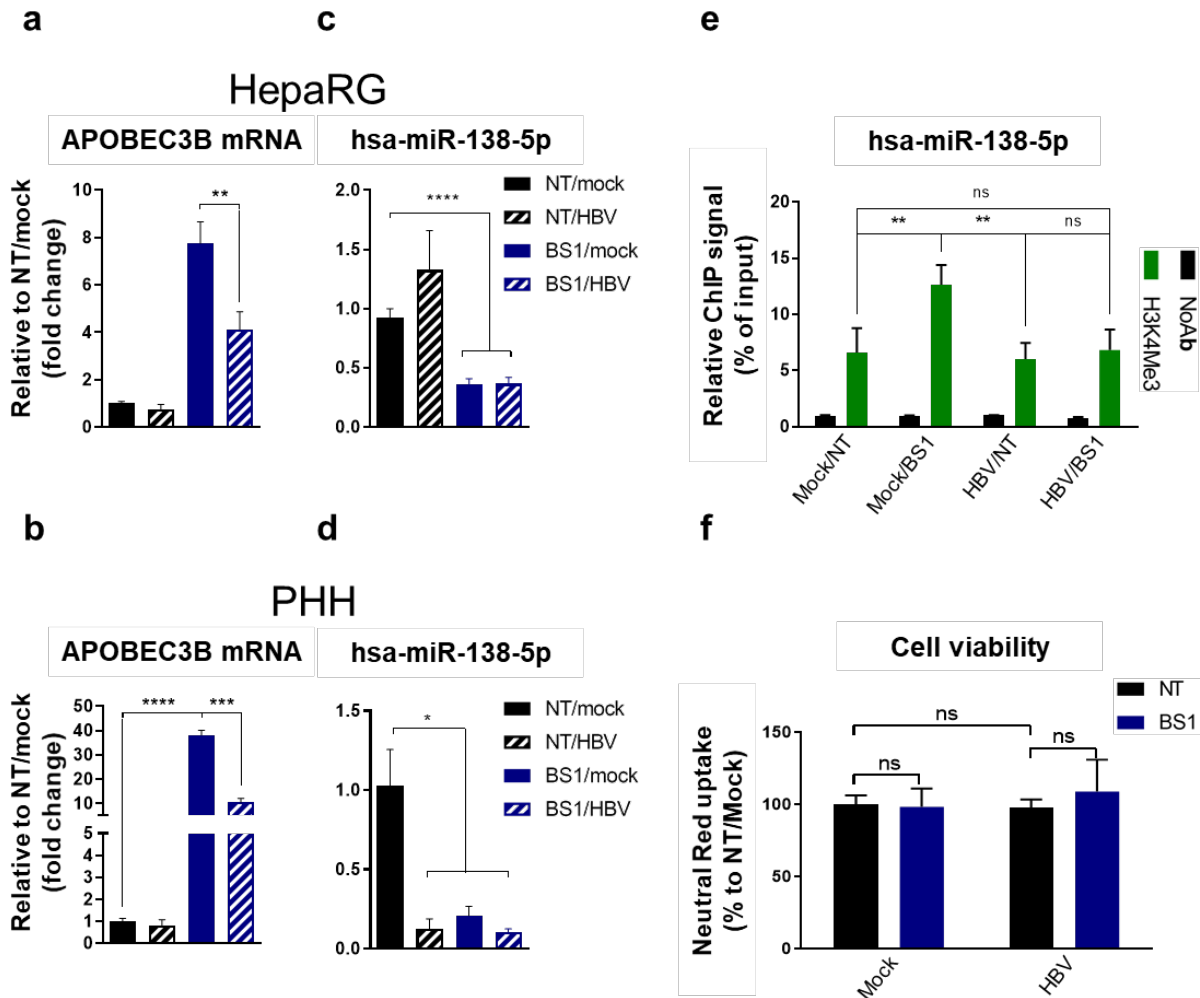 a
c
HepaRG
APOBEC3B mRNA
hsa-miR-138-5p
Relative to NT/mock
(fold change)
10
8
6
4
2
0
**
2.0
1.5
1.0
0.5
0.0
****
NT/mock
NT/HBV
BS1/mock
BS1/HBV
e
hsa-miR-138-5p
Relative ChIP signal
(% of input)
20
15
10
5
0
ns
**
**
ns
Mock/NT
Mock/BS1
HBV/NT
HBV/BS1
H3K4Me3
NoAb
b
d
PHH
APOBEC3B mRNA
hsa-miR-138-5p
Relative to NT/mock
(fold change)
50
40
30
20
10
5
4
3
2
1
0
****
***
1.5
1.0
0.5
0.0
*
NT/mock
NT/HBV
BS1/mock
BS1/HBV
f
Cell viability
Neutral Red uptake
(% to NT/Mock)
150
100
50
0
ns
ns
ns
Mock
HBV
NT
BS1